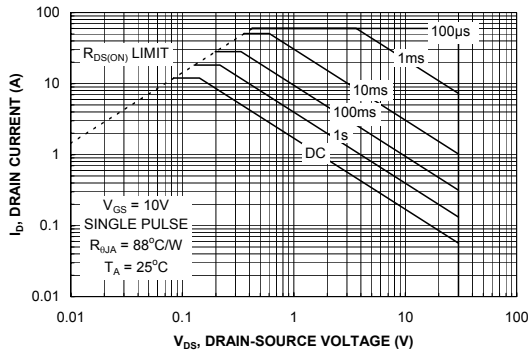 100
10
1
0.1
0.01
I_D, DRAIN CURRENT (A)
R_DS(ON) LIMIT
100µs
1ms
10ms
100ms
1s
DC
V_GS = 10V
SINGLE PULSE
R_θJA = 88°C/W
T_A = 25°C
0.01 0.1 1 10 100
V_DS, DRAIN-SOURCE VOLTAGE (V)